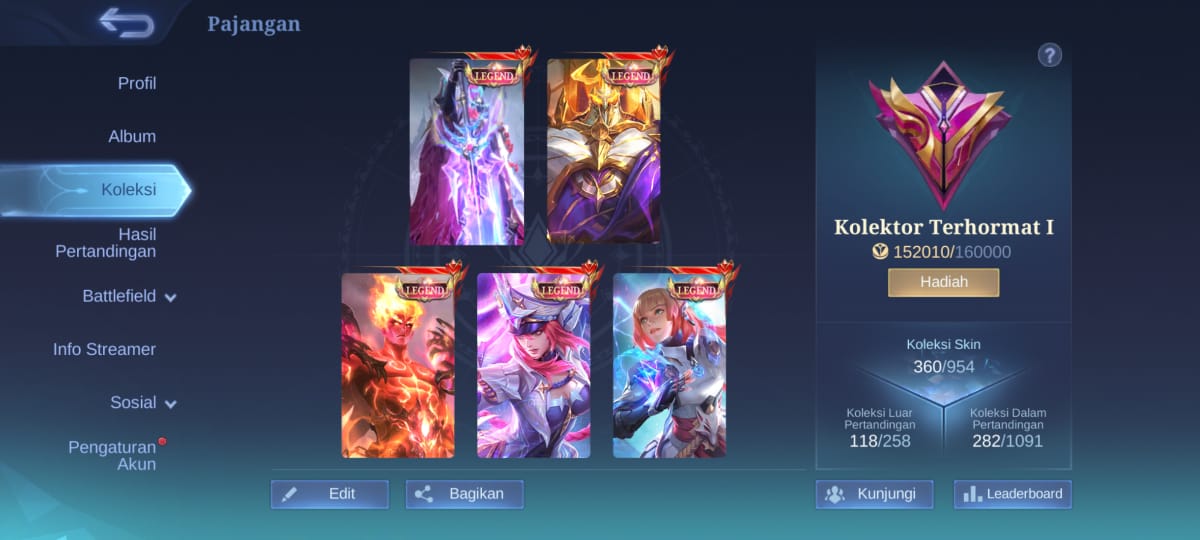 Pajangan
Profil
Album
Koleksi
Hasil
Pertandingan
Battlefield
Info Streamer
Sosial
Pengaturan
Akun
LEGEND
LEGEND
LEGEND
LEGEND
LEGEND
Edit
Bagikan
?
Kolektor Terhormat I
152010/160000
Hadiah
Koleksi Skin
360/954
Koleksi Luar
Pertandingan
118/258
Koleksi Dalam
Pertandingan
282/1091
Kunjungi
Leaderboard